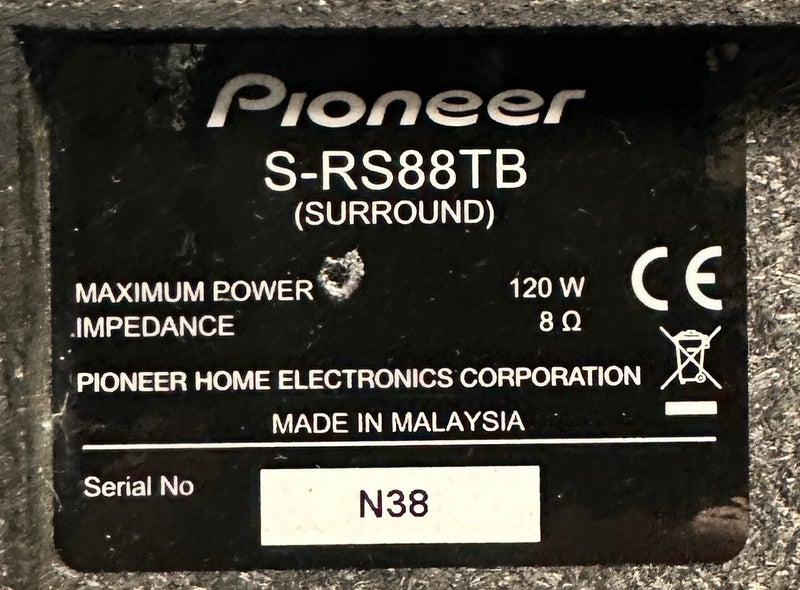 Pioneer
S-RS88TB
(SURROUND)
MAXIMUM POWER 120 W
IMPEDANCE 8 Ω
CE
PIONEER HOME ELECTRONICS CORPORATION
MADE IN MALAYSIA
Serial No N38